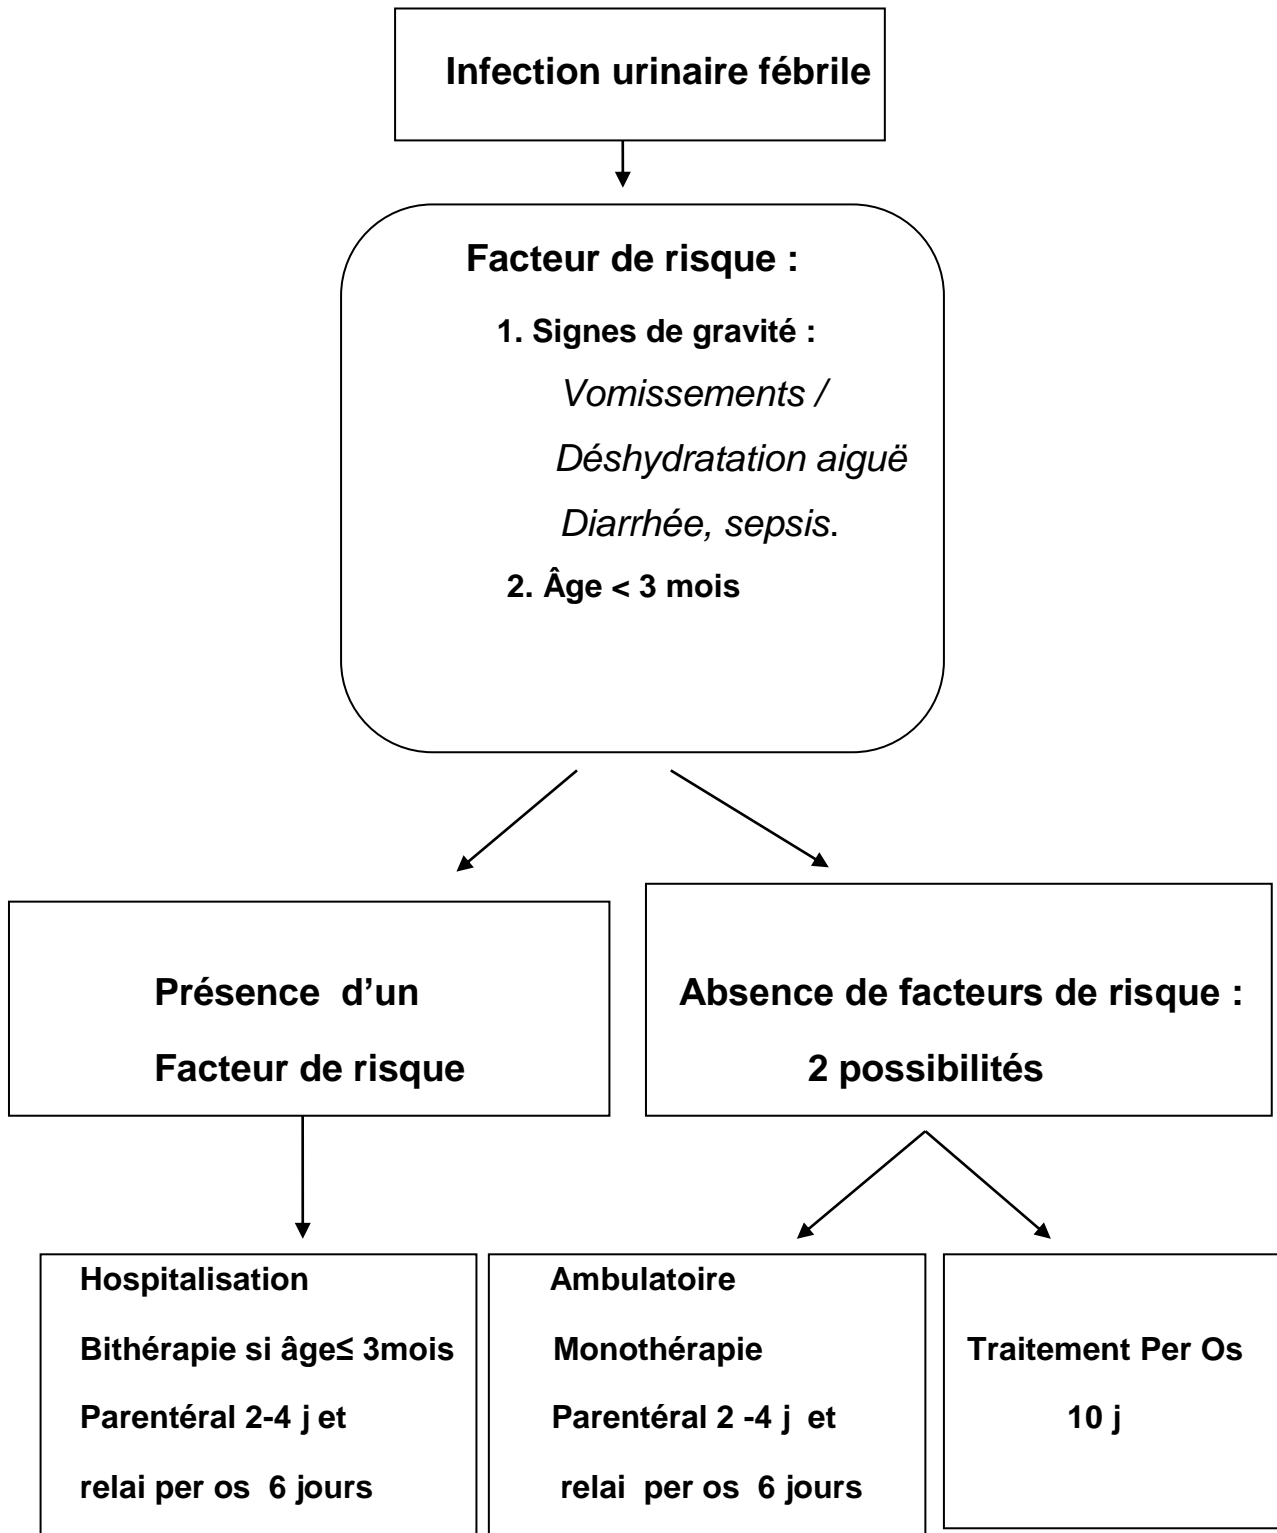 Infection urinaire fébrile
Facteur de risque :
1. Signes de gravité :
Vomissements /
Déshydratation aiguë
Diarrhée, sepsis.
2. Âge < 3 mois
Présence d’un
Facteur de risque
Absence de facteurs de risque :
2 possibilités
Hospitalisation
Bithérapie si âge≤ 3mois
Parentéral 2-4 j et
relai per os 6 jours
Ambulatoire
Monothérapie
Parentéral 2 -4 j et
relai per os 6 jours
Traitement Per Os
10 j